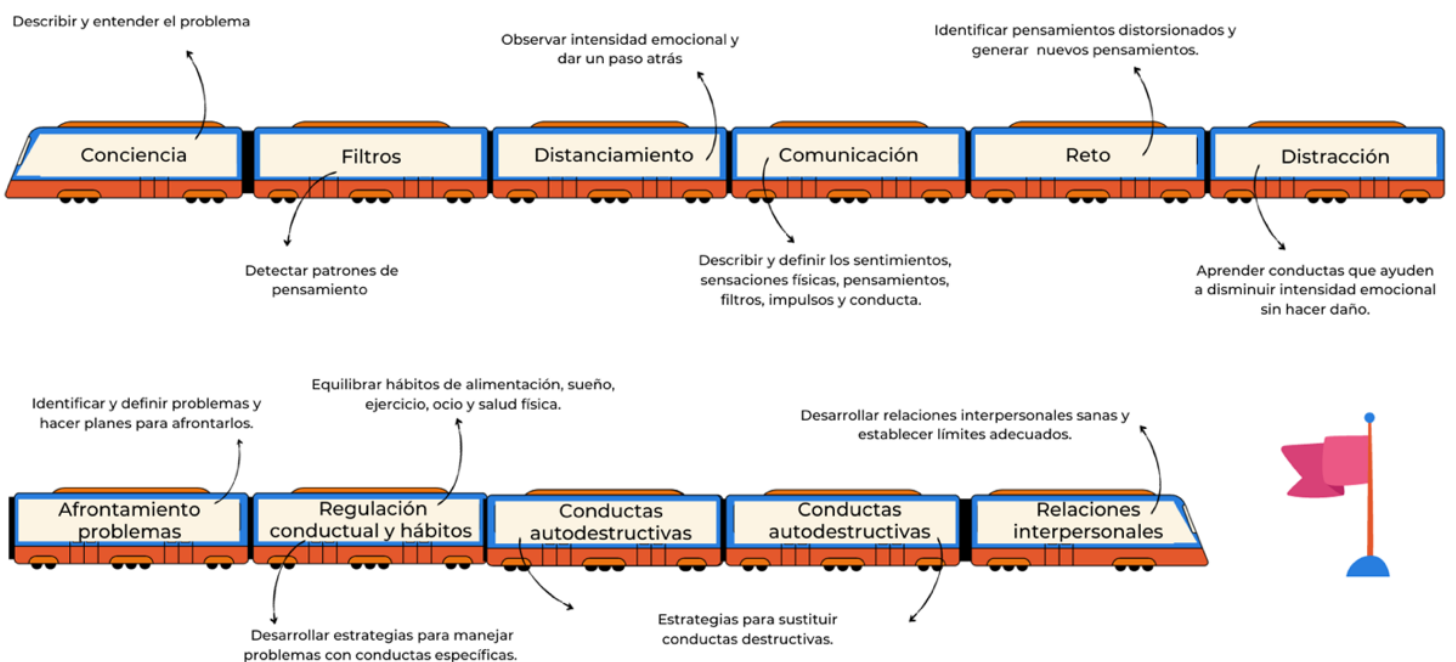 Describir y entender el problema
Observar intensidad emocional y
dar un paso atrás
Identificar pensamientos distorsionados y
generar nuevos pensamientos.
Conciencia
Filtros
Distanciamiento
Comunicación
Reto
Distracción
Detectar patrones de
pensamiento
Describir y definir los sentimientos,
sensaciones físicas, pensamientos,
filtros, impulsos y conducta.
Aprender conductas que ayuden
a disminuir intensidad emocional
sin hacer daño.
Identificar y definir problemas y
hacer planes para afrontarlos.
Equilibrar hábitos de alimentación, sueño,
ejercicio, ocio y salud física.
Desarrollar relaciones interpersonales sanas y
establecer límites adecuados.
Afrontamiento
problemas
Regulación
conductual y hábitos
Conductas
autodestructivas
Conductas
autodestructivas
Relaciones
interpersonales
Desarrollar estrategias para manejar
problemas con conductas específicas.
Estrategias para sustituir
conductas destructivas.